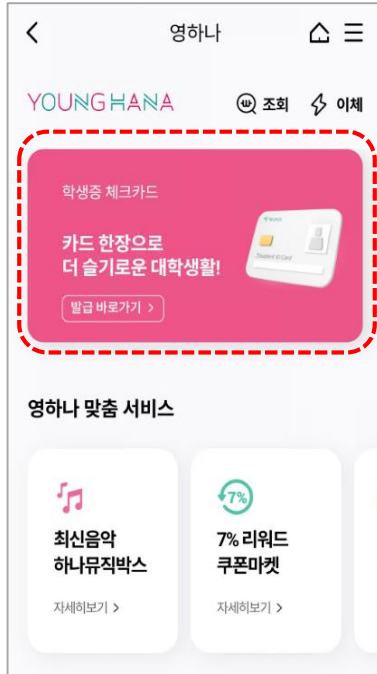 영하나
YOUNG HANA
조회
이체
학생증 체크카드
카드 한장으로
더 슬기로운 대학생활!
발급 바로가기 >
Student ID Card
영하나 맞춤 서비스
최신음악
하나뮤직박스
자세히보기 >
7%
7% 리워드
쿠폰마켓
자세히보기 >